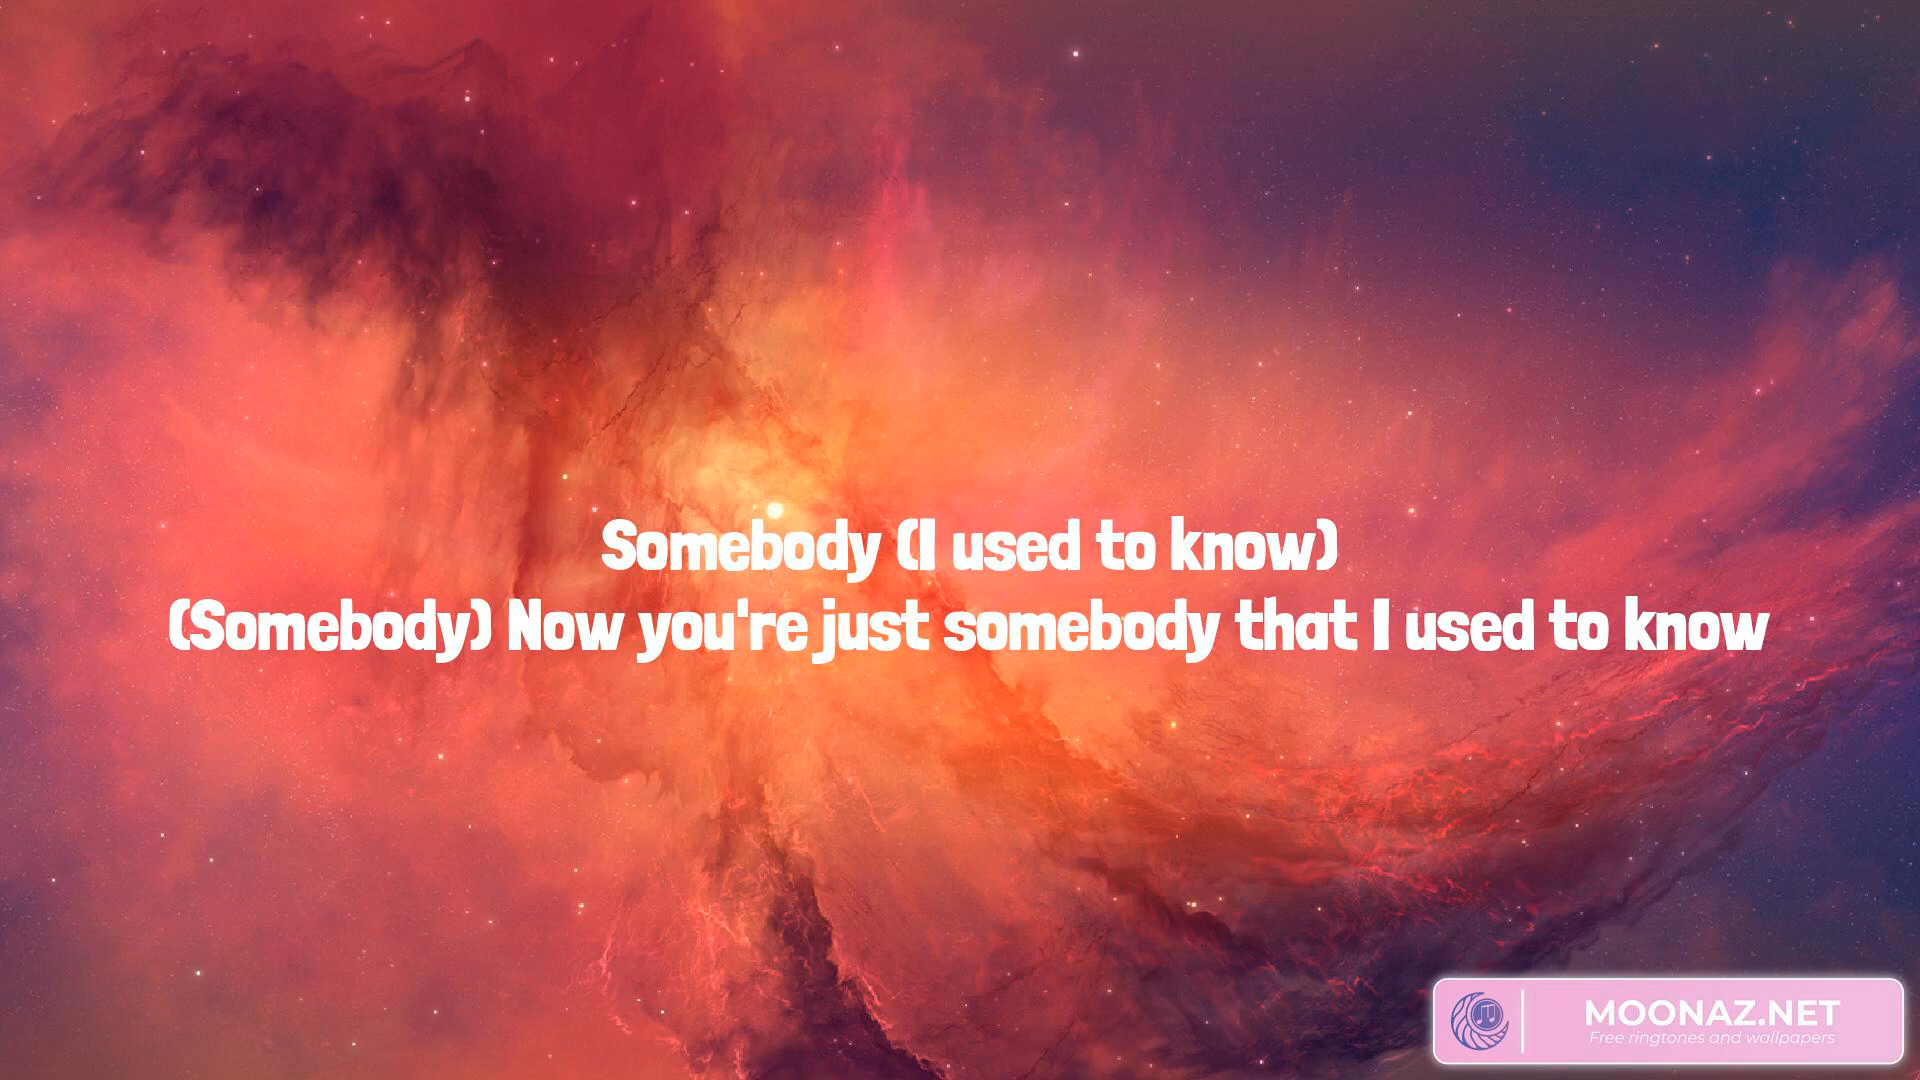 Somebody (I used to know)
(Somebody) Now you're just somebody that I used to know
MOONAZ.NET
Free ringtones and wallpapers